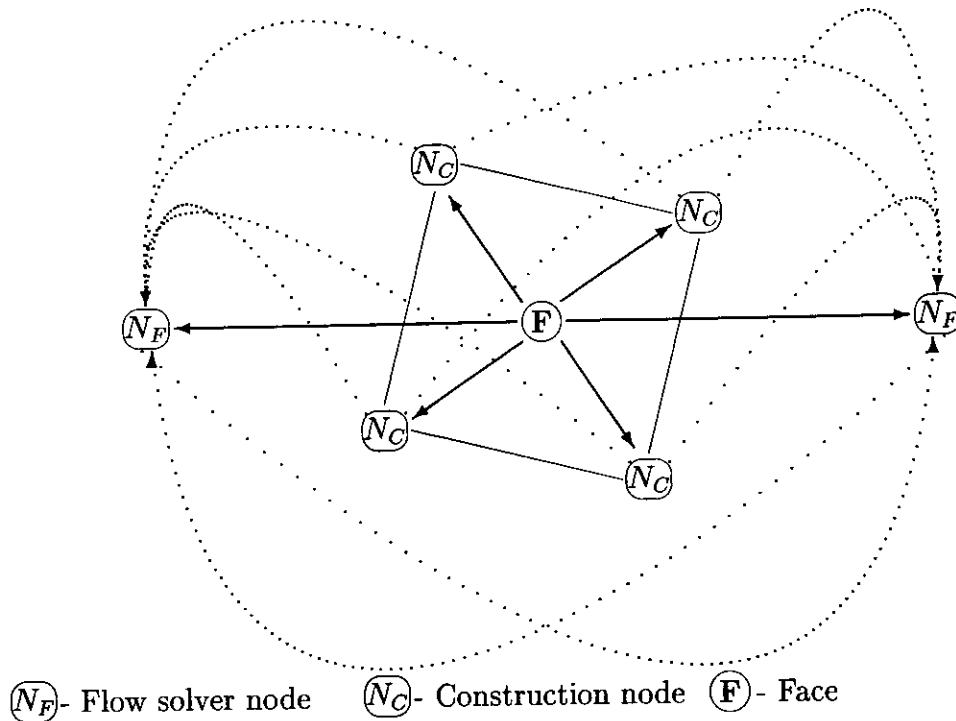 N_C
N_C
F
N_F
N_F
N_C
N_C
N_F - Flow solver node N_C - Construction node F - Face